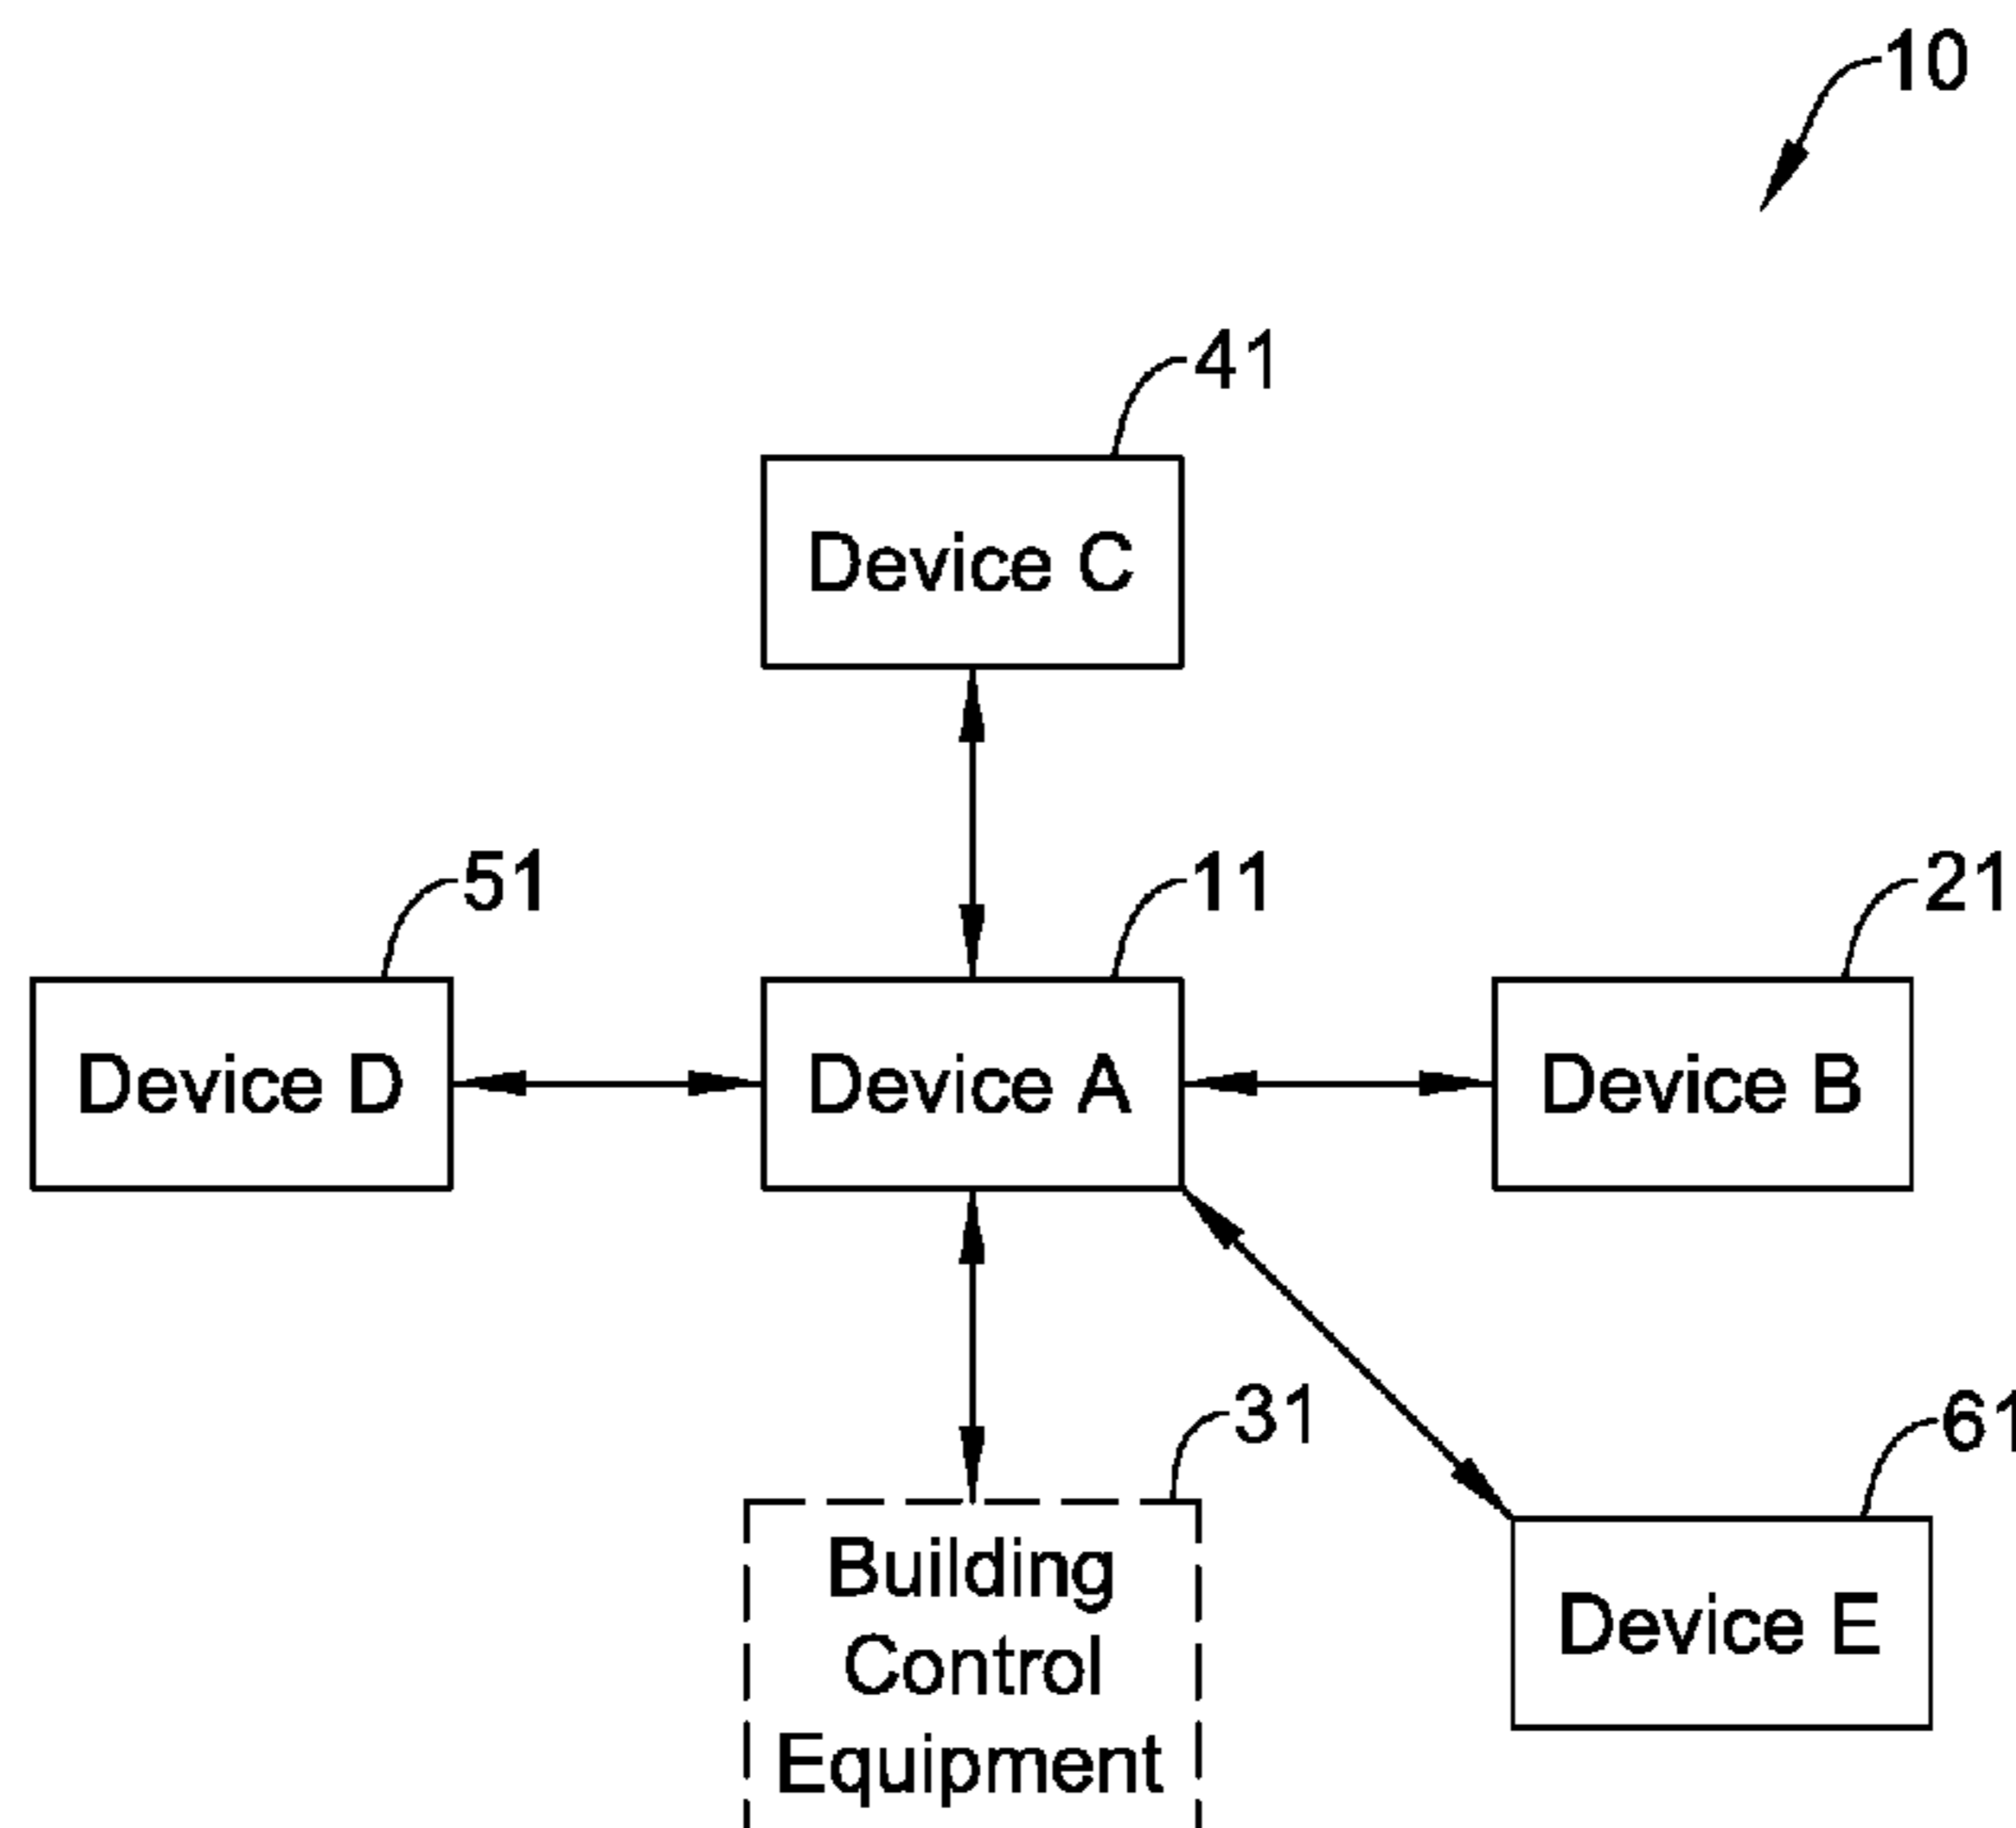 10
41
Device C
51
11
21
Device D
Device A
Device B
31
61
Building
Control
Equipment
Device E